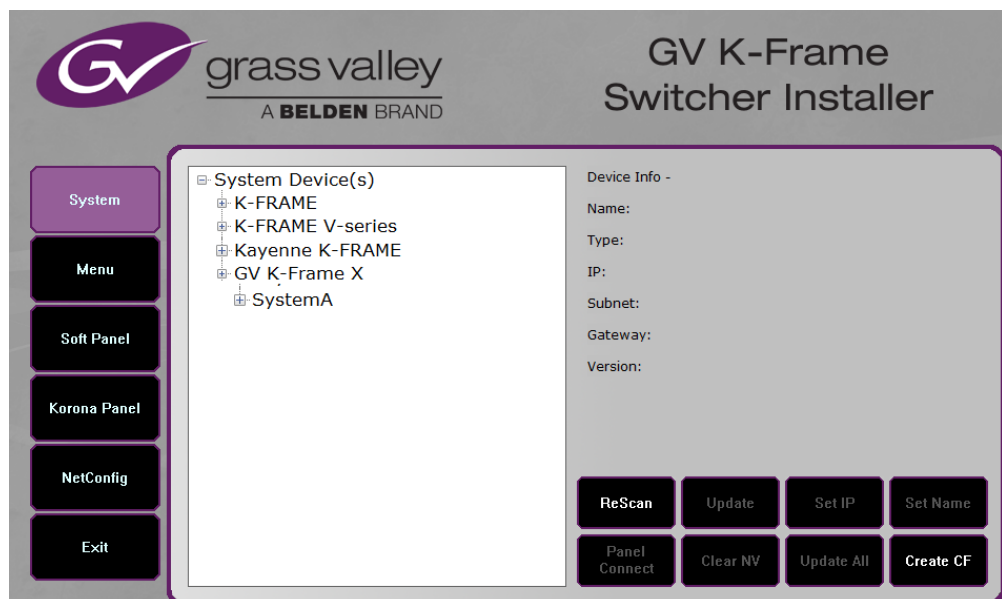 GV
grass valley
A BELDEN BRAND
GV K-Frame
Switcher Installer
System
Menu
Soft Panel
Korona Panel
NetConfig
Exit
System Device(s)
K-FRAME
K-FRAME V-series
Kayenne K-FRAME
GV K-Frame X
SystemA
Device Info -
Name:
Type:
IP:
Subnet:
Gateway:
Version:
ReScan
Update
Set IP
Set Name
Panel
Connect
Clear NV
Update All
Create CF